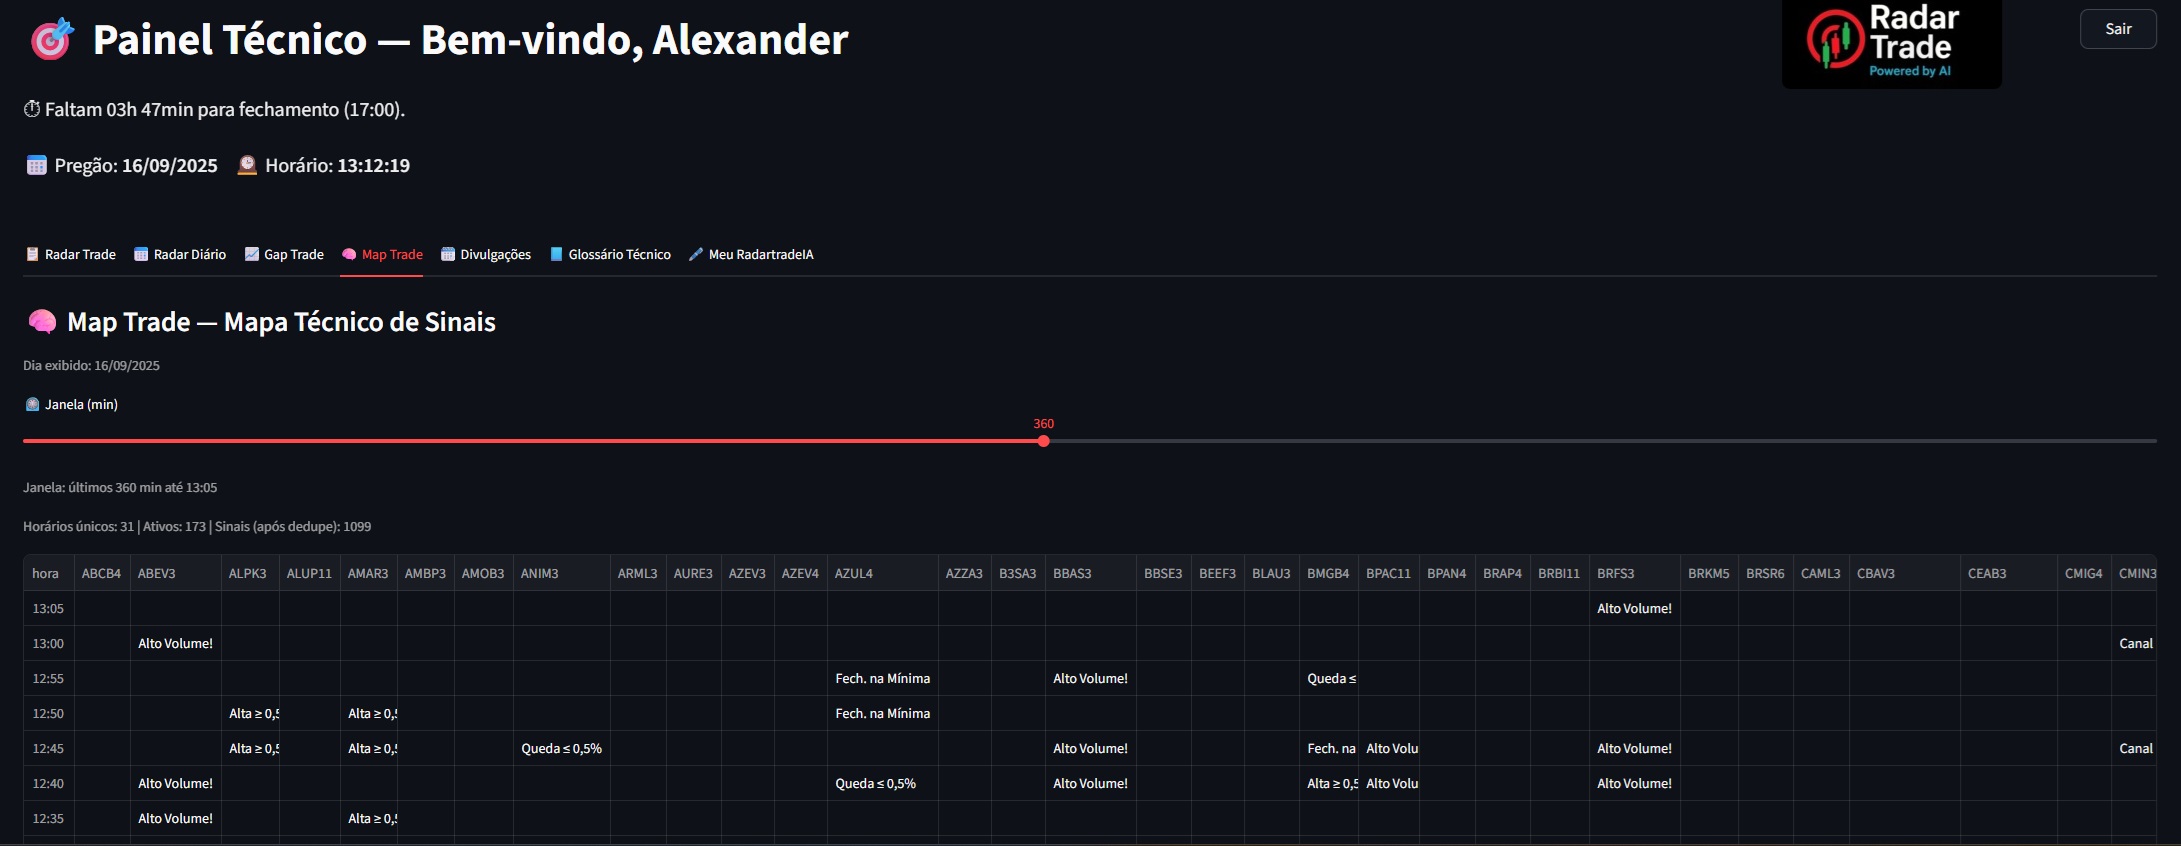 Painel Técnico — Bem-vindo, Alexander
Radar
Trade
Powered by AI
Sair
Faltam 03h 47min para fechamento (17:00).
Pregão: 16/09/2025 Horário: 13:12:19
Radar Trade Radar Diário Gap Trade Map Trade Divulgações Glossário Técnico Meu RadartradeIA
Map Trade — Mapa Técnico de Sinais
Dia exibido: 16/09/2025
Janela (min)
360
Janela: últimos 360 min até 13:05
Horários únicos: 31 | Ativos: 173 | Sinais (após dedupe): 1099
hora ABCB4 ABEV3 ALPK3 ALUP11 AMAR3 AMBP3 AMOB3 ANIM3 ARML3 AURE3 AZEV3 AZEV4 AZUL4 AZZA3 B3SA3 BBAS3 BBSE3 BEEF3 BLAU3 BMGB4 BPAC11 BPAN4 BRAP4 BRBI11 BRFS3 BRKM5 BRSR6 CAML3 CBAV3 CEAB3 CMIG4 CMIN3
13:05 Alto Volume!
13:00 Alto Volume! Canal
12:55 Fech. na Mínima Alto Volume! Queda ≤
12:50 Alta ≥ 0,5 Alta ≥ 0,5 Fech. na Mínima
12:45 Alta ≥ 0,5 Alta ≥ 0,5 Queda ≤ 0,5% Alto Volume! Fech. na Alto Volu Alto Volume! Canal
12:40 Alto Volume! Queda ≤ 0,5% Alto Volume! Alta ≥ 0,5 Alto Volu Alto Volume!
12:35 Alto Volume! Alta ≥ 0,5